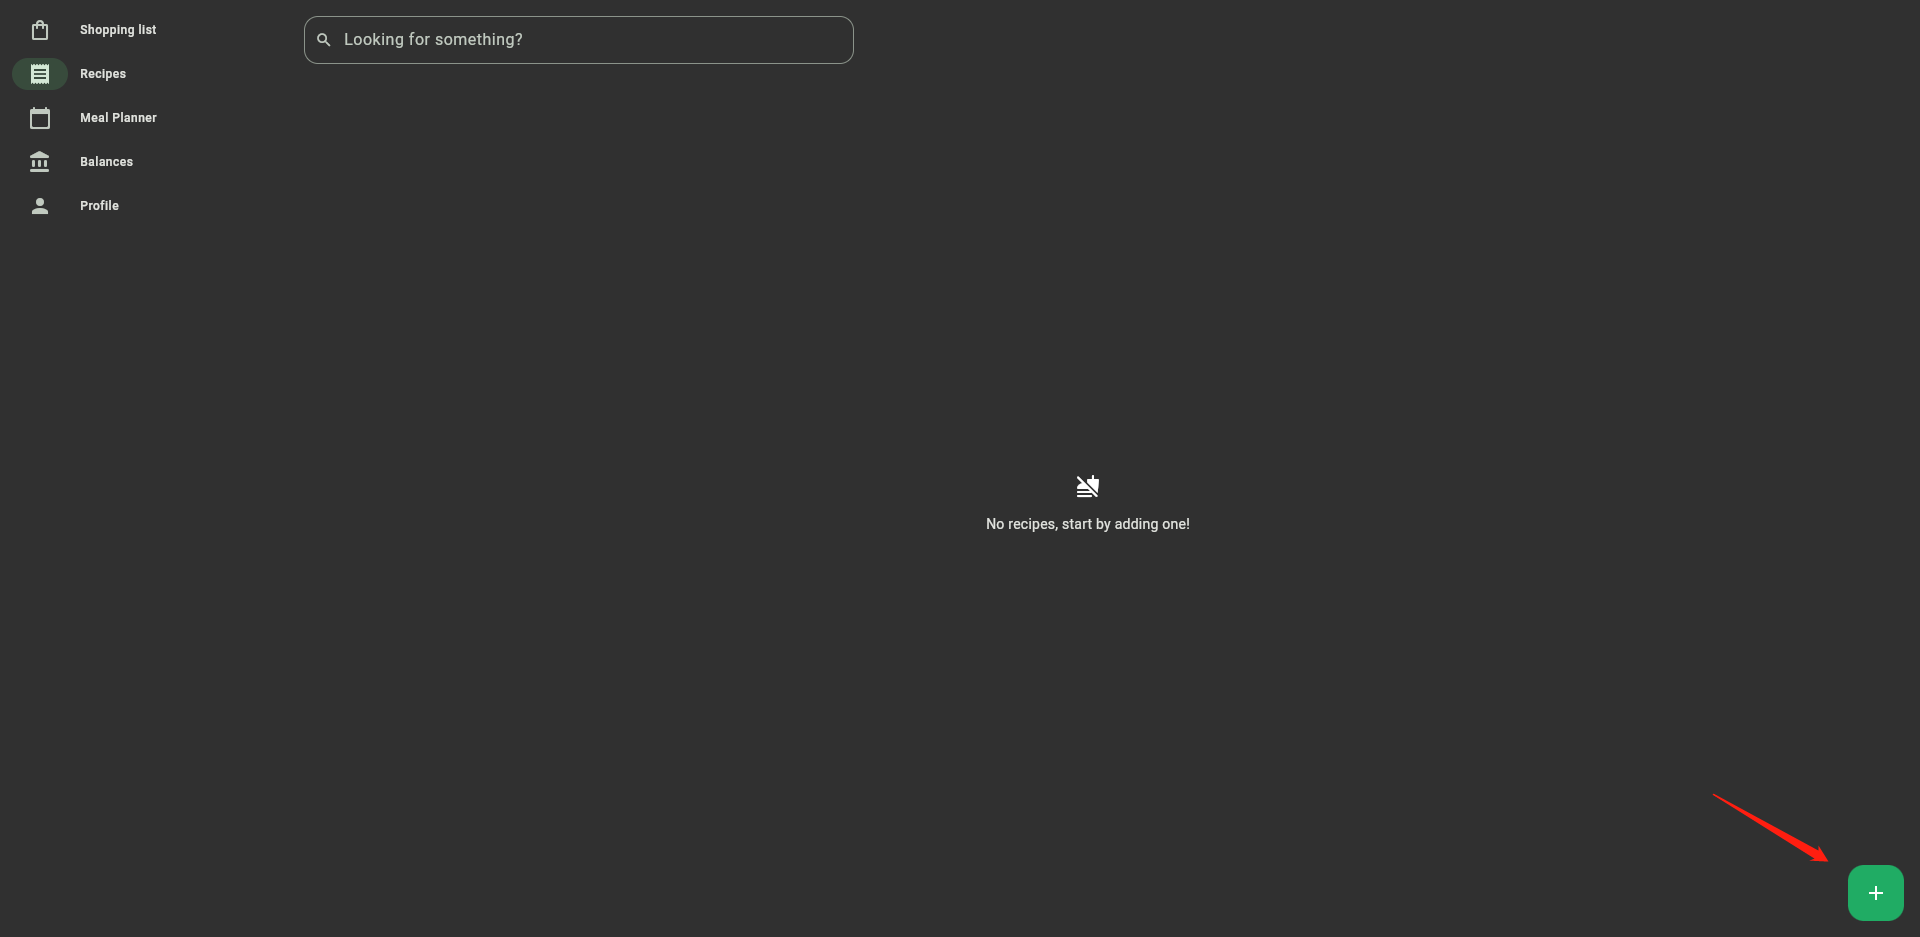 Shopping list
Recipes
Meal Planner
Balances
Profile
Looking for something?
No recipes, start by adding one!